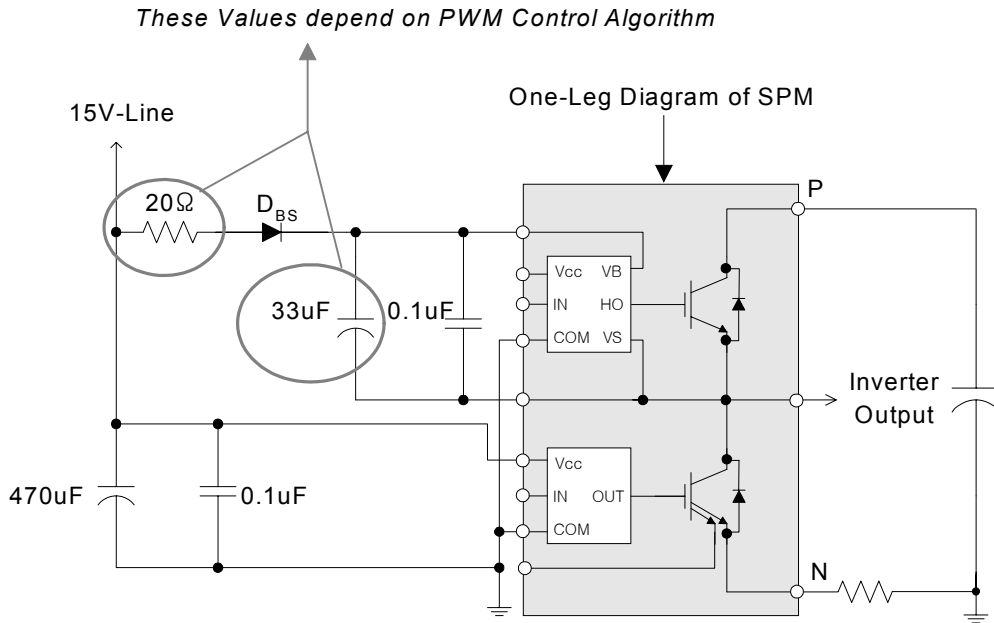 These Values depend on PWM Control Algorithm
One-Leg Diagram of SPM
15V-Line
P
20Ω
DBS
Vcc VB
IN HO
COM VS
33uF
0.1uF
Inverter
Output
Vcc
IN OUT
COM
470uF
0.1uF
N